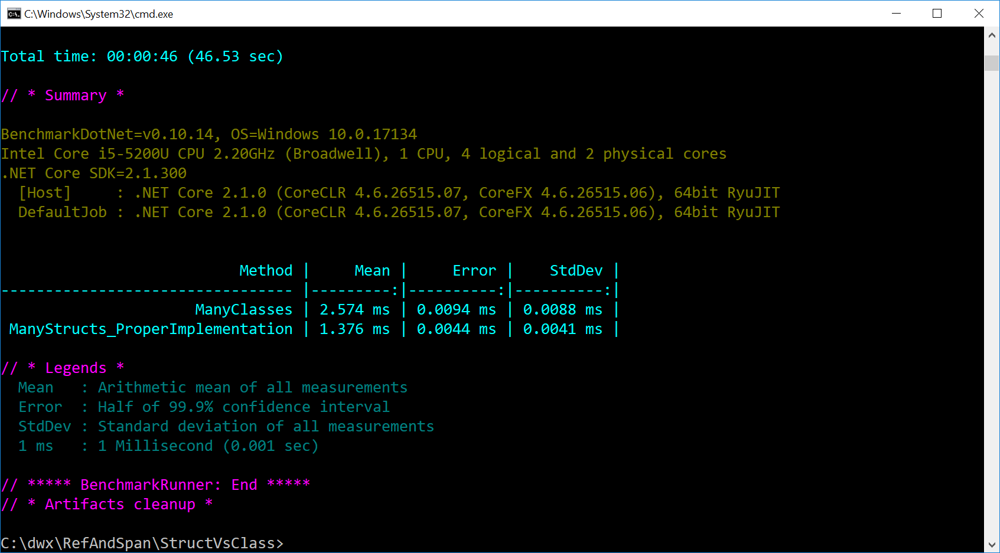 C:\Windows\System32\cmd.exe
Total time: 00:00:46 (46.53 sec)
// * Summary *
BenchmarkDotNet=v0.10.14, OS=Windows 10.0.17134
Intel Core i5-5200U CPU 2.20GHz (Broadwell), 1 CPU, 4 logical and 2 physical cores
.NET Core SDK=2.1.300
  [Host]     : .NET Core 2.1.0 (CoreCLR 4.6.26515.07, CoreFX 4.6.26515.06), 64bit RyuJIT
  DefaultJob : .NET Core 2.1.0 (CoreCLR 4.6.26515.07, CoreFX 4.6.26515.06), 64bit RyuJIT
                           Method |     Mean |     Error |    StdDev |
--------------------------------- |---------:|----------:|----------:|
                      ManyClasses | 2.574 ms | 0.0094 ms | 0.0088 ms |
 ManyStructs_ProperImplementation | 1.376 ms | 0.0044 ms | 0.0041 ms |
// * Legends *
  Mean   : Arithmetic mean of all measurements
  Error  : Half of 99.9% confidence interval
  StdDev : Standard deviation of all measurements
  1 ms   : 1 Millisecond (0.001 sec)
// ***** BenchmarkRunner: End *****
// * Artifacts cleanup *
C:\dwx\RefAndSpan\StructVsClass>